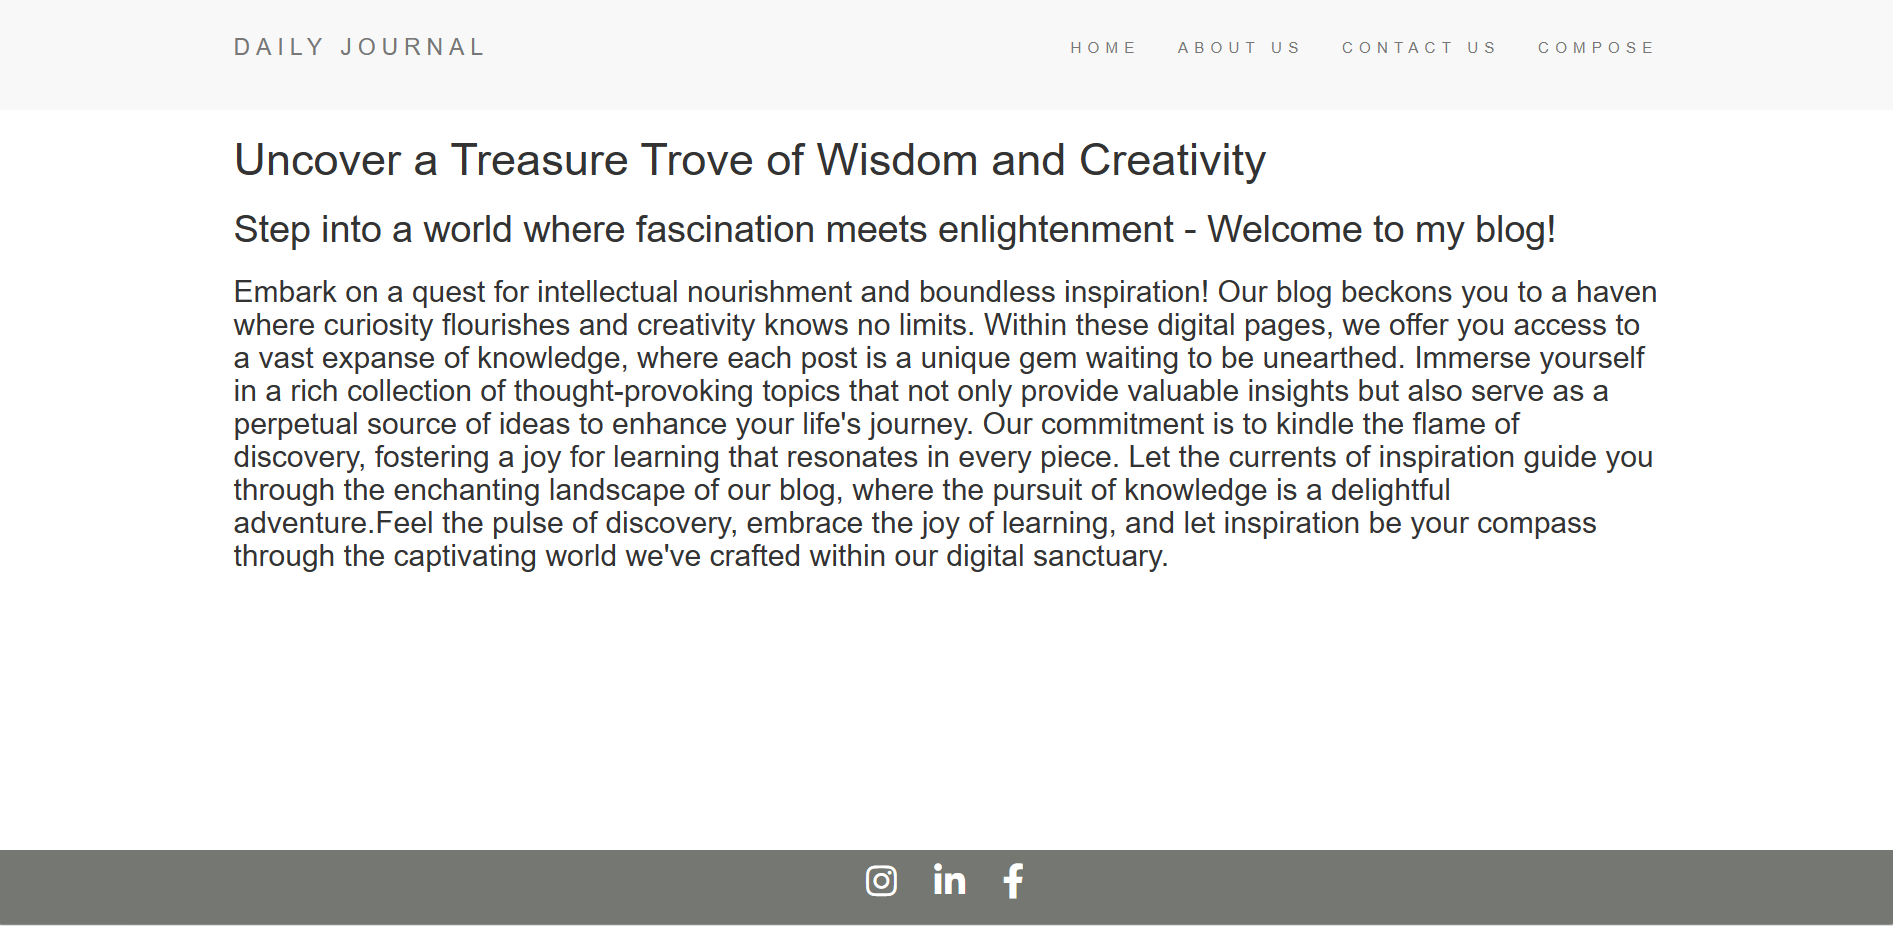 DAILY JOURNAL
HOME ABOUT US CONTACT US COMPOSE
Uncover a Treasure Trove of Wisdom and Creativity
Step into a world where fascination meets enlightenment - Welcome to my blog!
Embark on a quest for intellectual nourishment and boundless inspiration! Our blog beckons you to a haven
where curiosity flourishes and creativity knows no limits. Within these digital pages, we offer you access to
a vast expanse of knowledge, where each post is a unique gem waiting to be unearthed. Immerse yourself
in a rich collection of thought-provoking topics that not only provide valuable insights but also serve as a
perpetual source of ideas to enhance your life's journey. Our commitment is to kindle the flame of
discovery, fostering a joy for learning that resonates in every piece. Let the currents of inspiration guide you
through the enchanting landscape of our blog, where the pursuit of knowledge is a delightful
adventure.Feel the pulse of discovery, embrace the joy of learning, and let inspiration be your compass
through the captivating world we've crafted within our digital sanctuary.